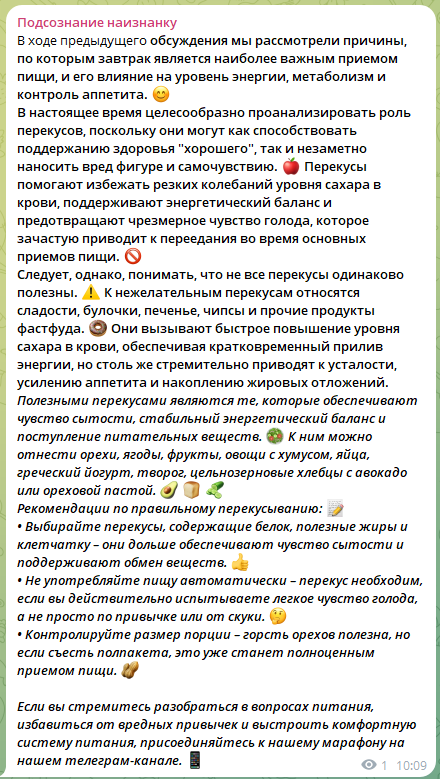 Подсознание наизнанку
В ходе предыдущего обсуждения мы рассмотрели причины,
по которым завтрак является наиболее важным приемом
пищи, и его влияние на уровень энергии, метаболизм и
контроль аппетита. 😊
В настоящее время целесообразно проанализировать роль
перекусов, поскольку они могут как способствовать
поддержанию здоровья "хорошего", так и незаметно
наносить вред фигуре и самочувствию. 🍎 Перекусы
помогают избежать резких колебаний уровня сахара в
крови, поддерживают энергетический баланс и
предотвращают чрезмерное чувство голода, которое
зачастую приводит к переедания во время основных
приемов пищи. 🚫
Следует, однако, понимать, что не все перекусы одинаково
полезны. ⚠️ К нежелательным перекусам относятся
сладости, булочки, печенье, чипсы и прочие продукты
фастфуда. 🍩 Они вызывают быстрое повышение уровня
сахара в крови, обеспечивая кратковременный прилив
энергии, но столь же стремительно приводят к усталости,
усилению аппетита и накоплению жировых отложений.
Полезными перекусами являются те, которые обеспечивают
чувство сытости, стабильный энергетический баланс и
поступление питательных веществ. 🥗 К ним можно
отнести орехи, ягоды, фрукты, овощи с хумусом, яйца,
греческий йогурт, творог, цельнозерновые хлебцы с авокадо
или ореховой пастой. 🥑 🍞 🥒
Рекомендации по правильному перекусыванию: 📝
• Выбирайте перекусы, содержащие белок, полезные жиры и
клетчатку – они дольше обеспечивают чувство сытости и
поддерживают обмен веществ. 👍
• Не употребляйте пищу автоматически – перекус необходим,
если вы действительно испытываете легкое чувство голода,
а не просто по привычке или от скуки. 🤔
• Контролируйте размер порции – горсть орехов полезна, но
если съесть полпакета, это уже станет полноценным
приемом пищи. 🥜
Если вы стремитесь разобраться в вопросах питания,
избавиться от вредных привычек и выстроить комфортную
систему питания, присоединяйтесь к нашему марафону на
нашем телеграм-канале. 📱
1 10:09